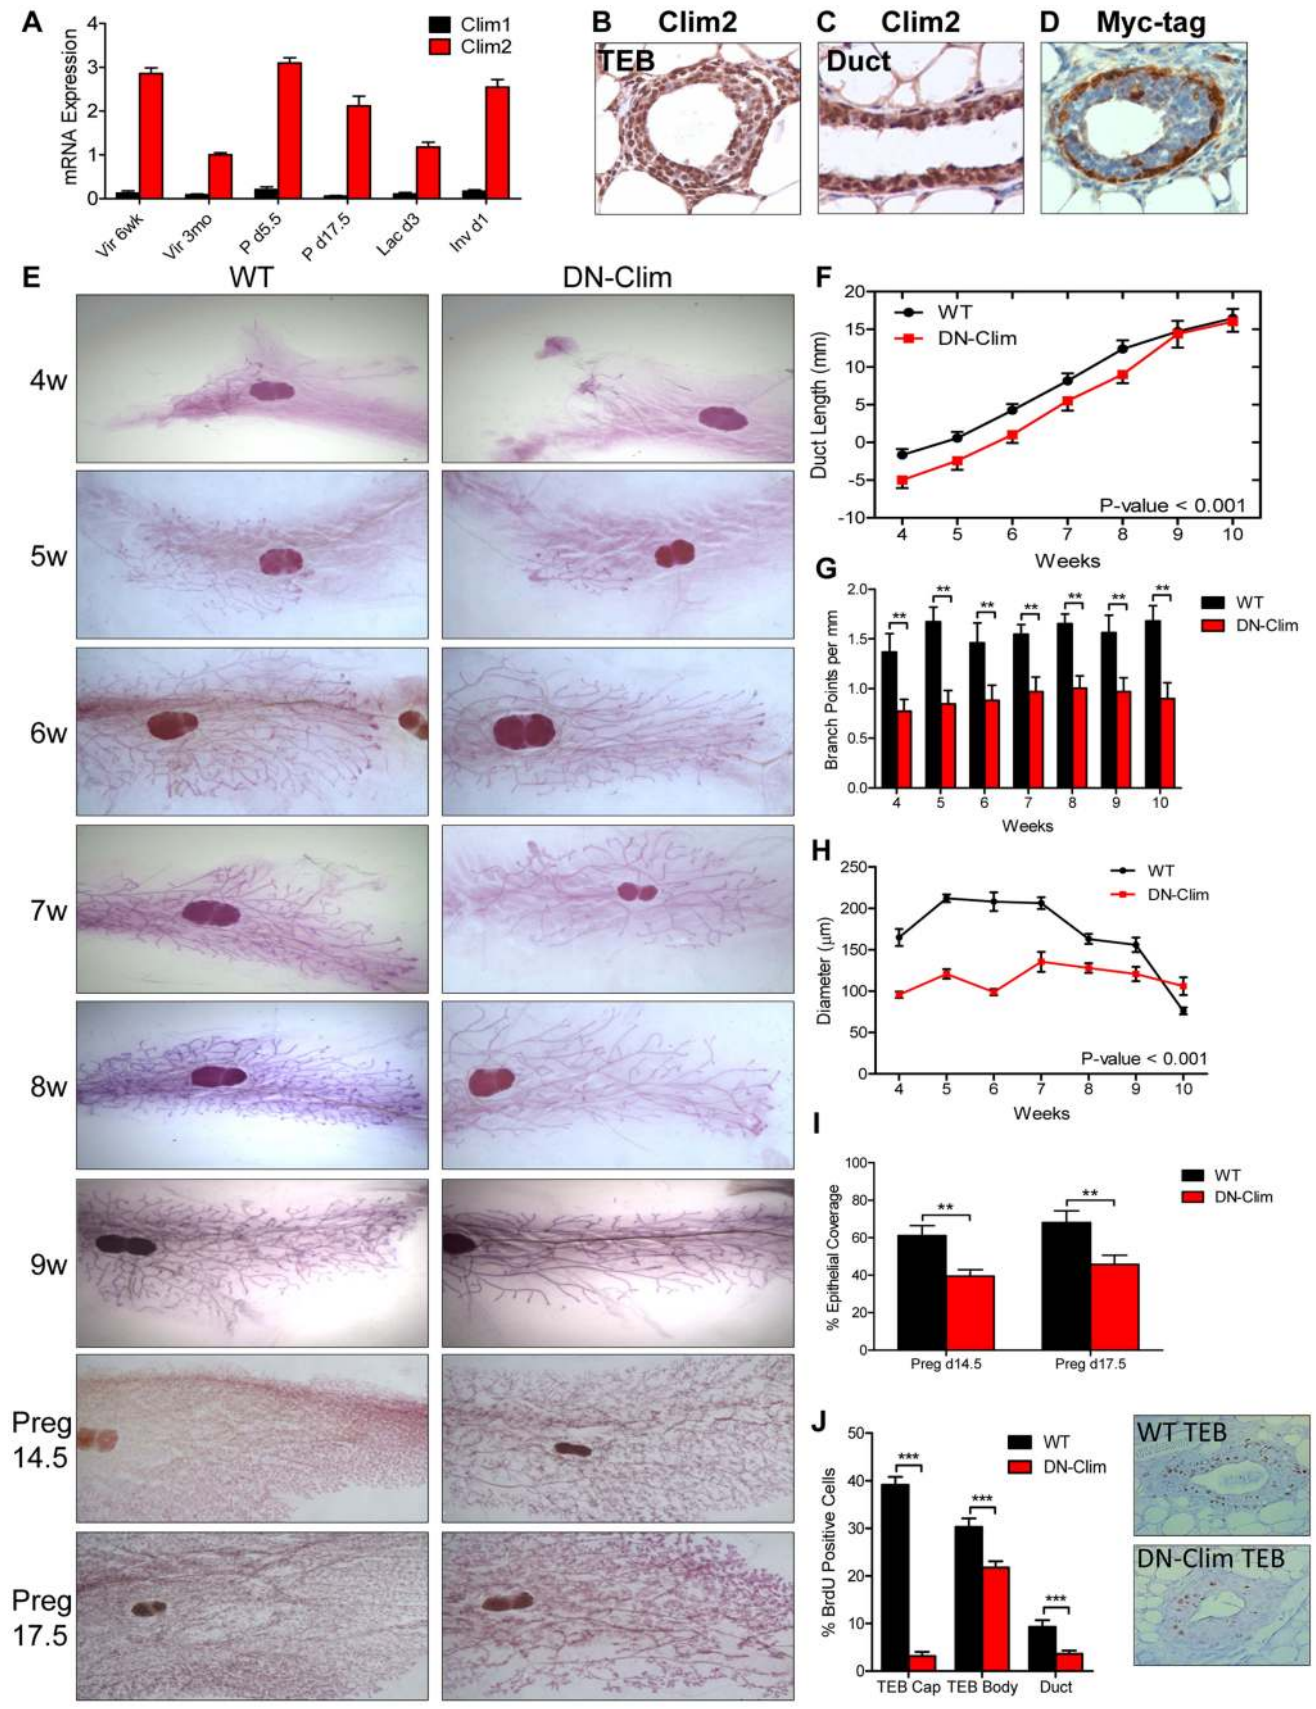 A
mRNA Expression
4
3
2
1
0
Clim1
Clim2
Vir 6wk
Vir 3mo
P d5.5
P d17.5
Lac d3
Inv d1
B Clim2
TEB
C Clim2
Duct
D Myc-tag
E
WT
DN-Clim
4w
5w
6w
7w
8w
9w
Preg
14.5
Preg
17.5
F
Duct Length (mm)
20
15
10
5
0
-5
-10
WT
DN-Clim
P-value < 0.001
4 5 6 7 8 9 10
Weeks
G
Branch Points per mm
2.0
1.5
1.0
0.5
0.0
** ** ** ** ** ** **
WT
DN-Clim
4 5 6 7 8 9 10
Weeks
H
Diameter (μm)
250
200
150
100
50
0
WT
DN-Clim
P-value < 0.001
4 5 6 7 8 9 10
Weeks
I
% Epithelial Coverage
100
80
60
40
20
0
** **
WT
DN-Clim
Preg d14.5 Preg d17.5
J
% BrdU Positive Cells
50
40
30
20
10
0
*** *** ***
WT
DN-Clim
TEB Cap TEB Body Duct
WT TEB
DN-Clim TEB